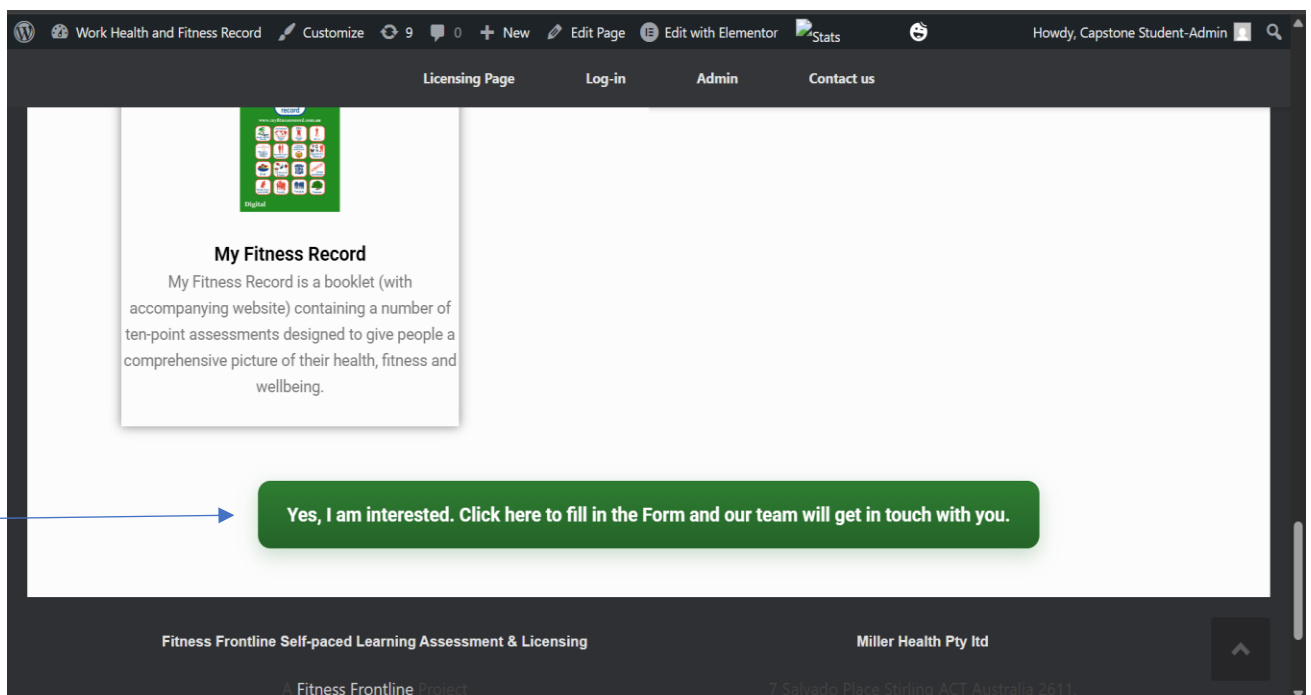 Work Health and Fitness Record Customize 9 0 New Edit Page Edit with Elementor Stats Howdy, Capstone Student-Admin
Licensing Page Log-in Admin Contact us
record
www.myfitnessrecord.com.au
Digital
My Fitness Record
My Fitness Record is a booklet (with
accompanying website) containing a number of
ten-point assessments designed to give people a
comprehensive picture of their health, fitness and
wellbeing.
Yes, I am interested. Click here to fill in the Form and our team will get in touch with you.
Fitness Frontline Self-paced Learning Assessment & Licensing
Miller Health Pty ltd
A Fitness Frontline Project
7 Salvado Place Stirling ACT Australia 2611